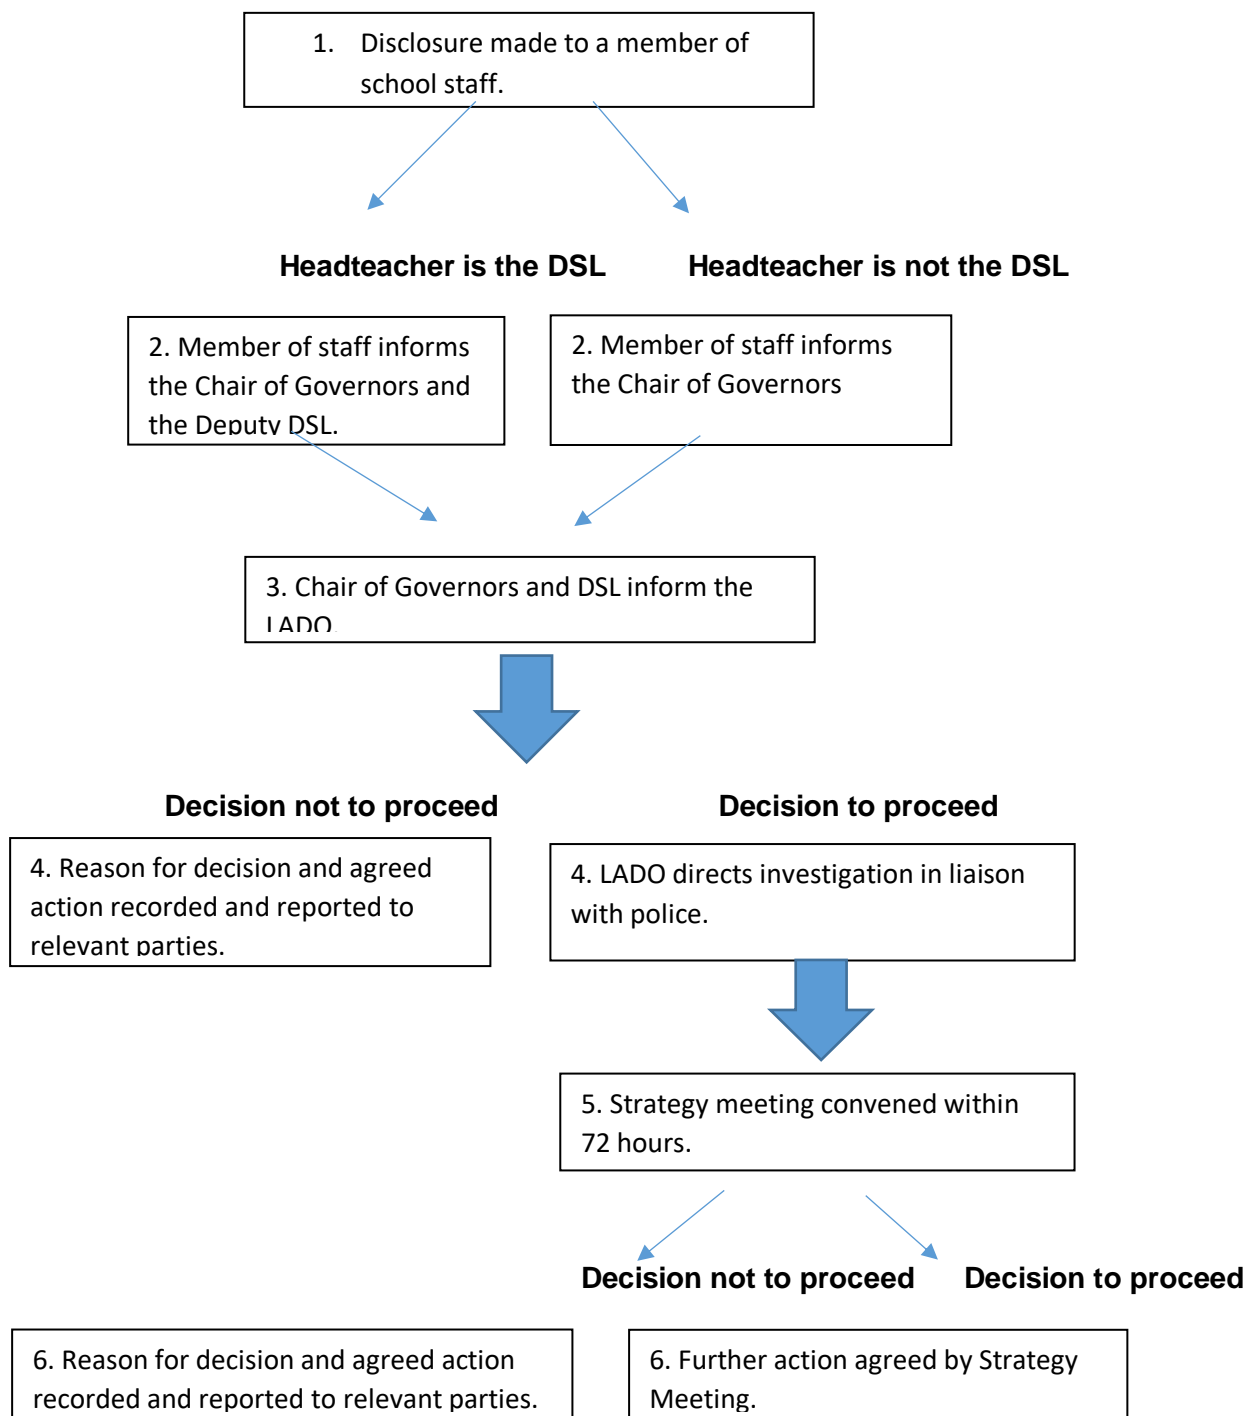 1. Disclosure made to a member of
school staff.
Headteacher is the DSL
Headteacher is not the DSL
2. Member of staff informs
the Chair of Governors and
the Deputy DSL.
2. Member of staff informs
the Chair of Governors
3. Chair of Governors and DSL inform the
LADO.
Decision not to proceed
Decision to proceed
4. Reason for decision and agreed
action recorded and reported to
relevant parties.
4. LADO directs investigation in liaison
with police.
5. Strategy meeting convened within
72 hours.
Decision not to proceed
Decision to proceed
6. Reason for decision and agreed action
recorded and reported to relevant parties.
6. Further action agreed by Strategy
Meeting.